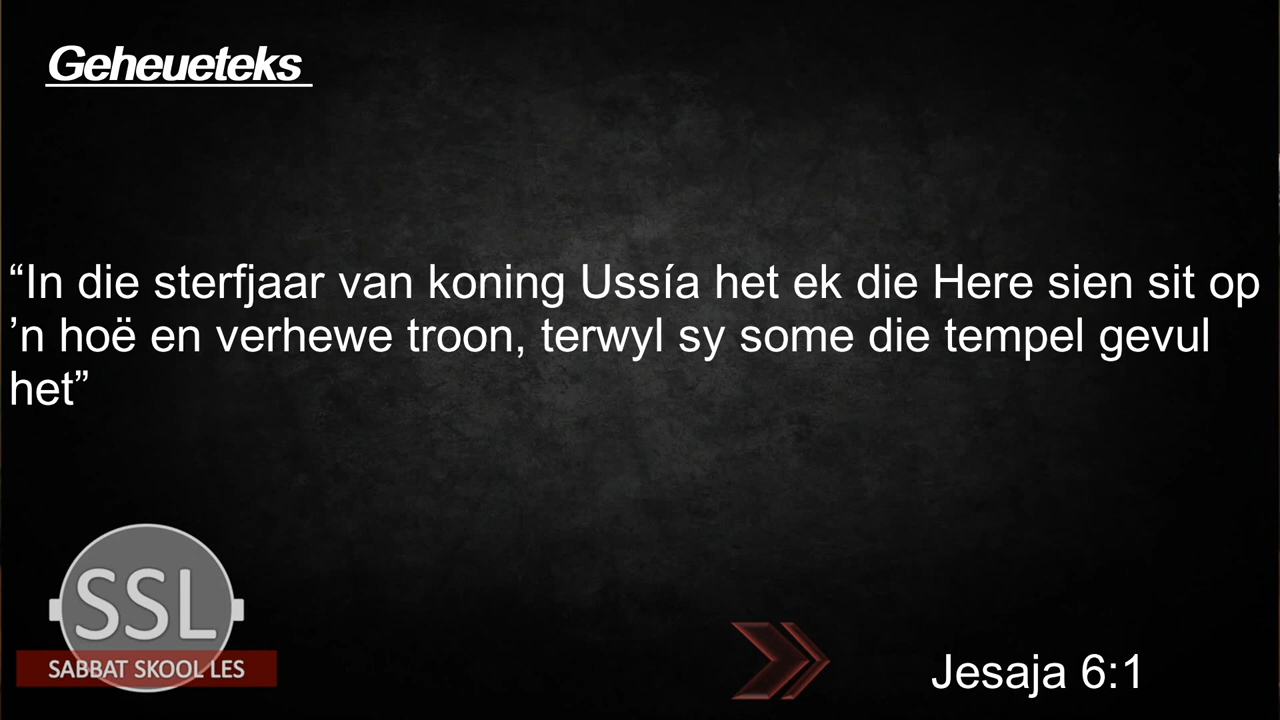 Geheueteks
“In die sterfjaar van koning Ussía het ek die Here sien sit op
’n hoë en verhewe troon, terwyl sy some die tempel gevul
het”
SSL
SABBAT SKOOL LES
Jesaja 6:1